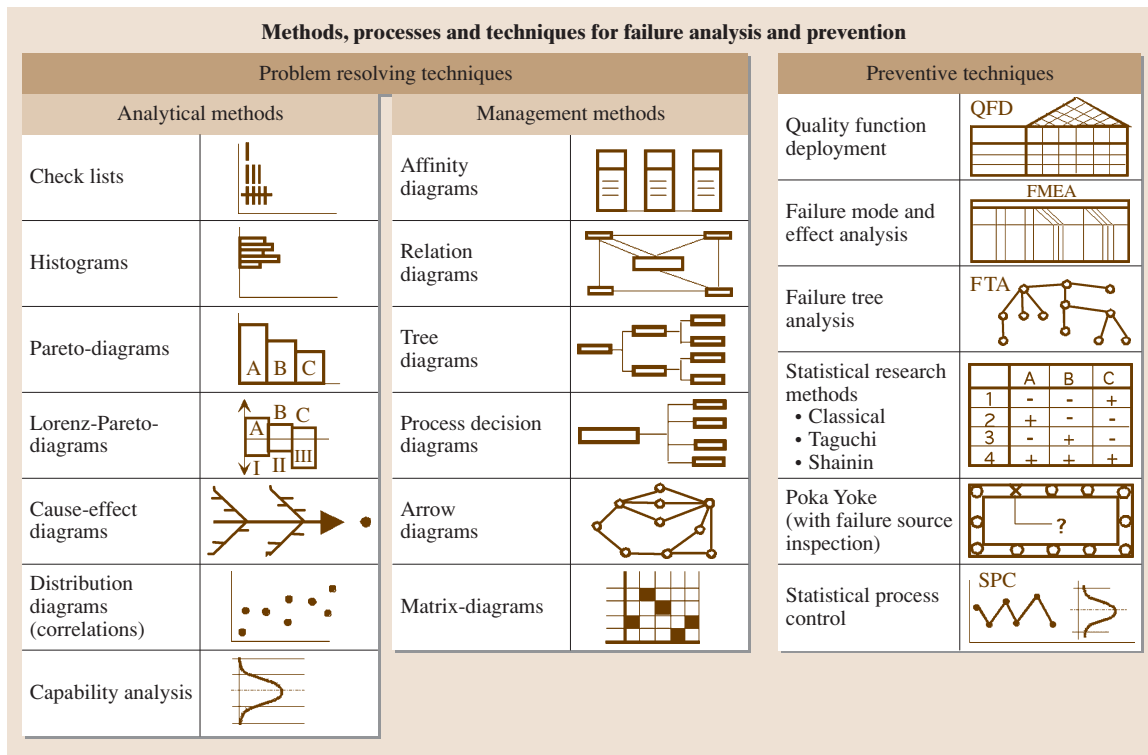 Methods, processes and techniques for failure analysis and prevention
Problem resolving techniques
Analytical methods
Check lists
Histograms
Pareto-diagrams
A B C
Lorenz-Pareto-
diagrams
A B C
I II III
Cause-effect
diagrams
Distribution
diagrams
(correlations)
Capability analysis
Management methods
Affinity
diagrams
Relation
diagrams
Tree
diagrams
Process decision
diagrams
Arrow
diagrams
Matrix-diagrams
Preventive techniques
Quality function
deployment
QFD
Failure mode and
effect analysis
FMEA
Failure tree
analysis
FTA
Statistical research
methods
• Classical
• Taguchi
• Shainin
A B C
1 - - +
2 + - -
3 - + -
4 + + +
Poka Yoke
(with failure source
inspection)
?
Statistical process
control
SPC